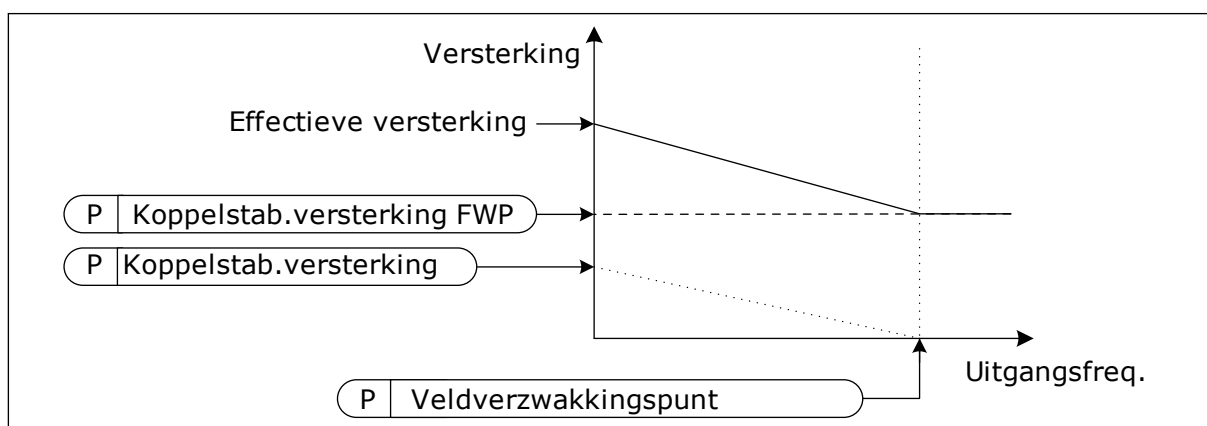 Versterking
Effectieve versterking
P Koppelstab.versterking FWP
P Koppelstab.versterking
Uitgangsfreq.
P Veldverzwakkingspunt